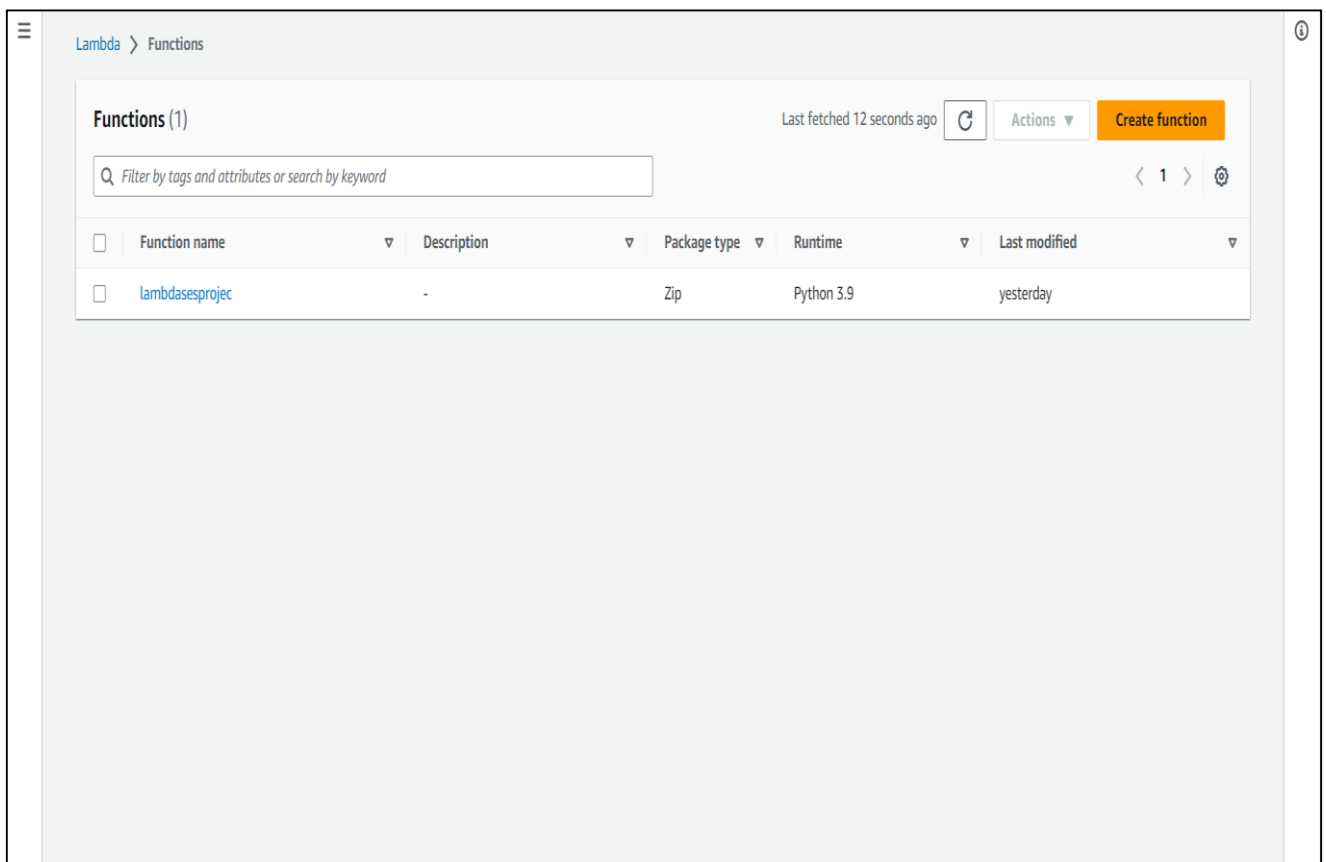 Lambda > Functions
Functions (1)
Last fetched 12 seconds ago
Actions
Create function
Filter by tags and attributes or search by keyword
1
Function name Description Package type Runtime Last modified
lambdasesprojec - Zip Python 3.9 yesterday